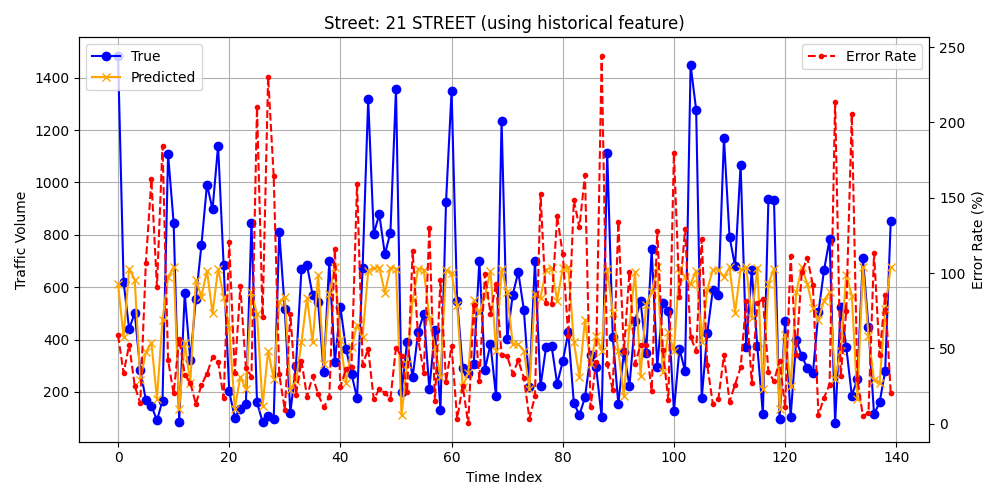 Street: 21 STREET (using historical feature)
True
Predicted
Error Rate
Traffic Volume
1400
1200
1000
800
600
400
200
250
200
150
100
50
0
Error Rate (%)
0 20 40 60 80 100 120 140
Time Index